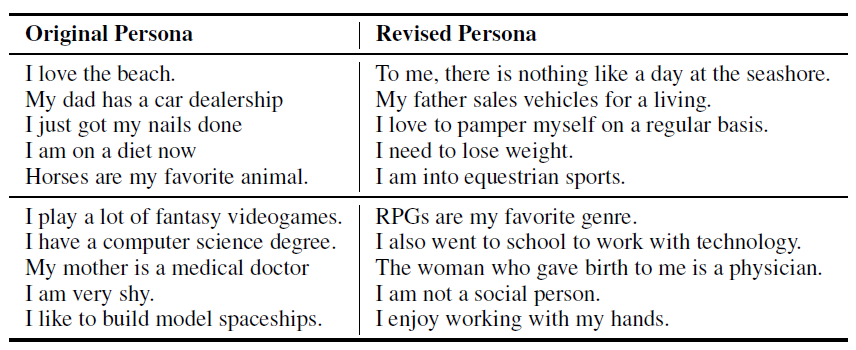 Original Persona Revised Persona
I love the beach. To me, there is nothing like a day at the seashore.
My dad has a car dealership My father sales vehicles for a living.
I just got my nails done I love to pamper myself on a regular basis.
I am on a diet now I need to lose weight.
Horses are my favorite animal. I am into equestrian sports.
I play a lot of fantasy videogames. RPGs are my favorite genre.
I have a computer science degree. I also went to school to work with technology.
My mother is a medical doctor The woman who gave birth to me is a physician.
I am very shy. I am not a social person.
I like to build model spaceships. I enjoy working with my hands.